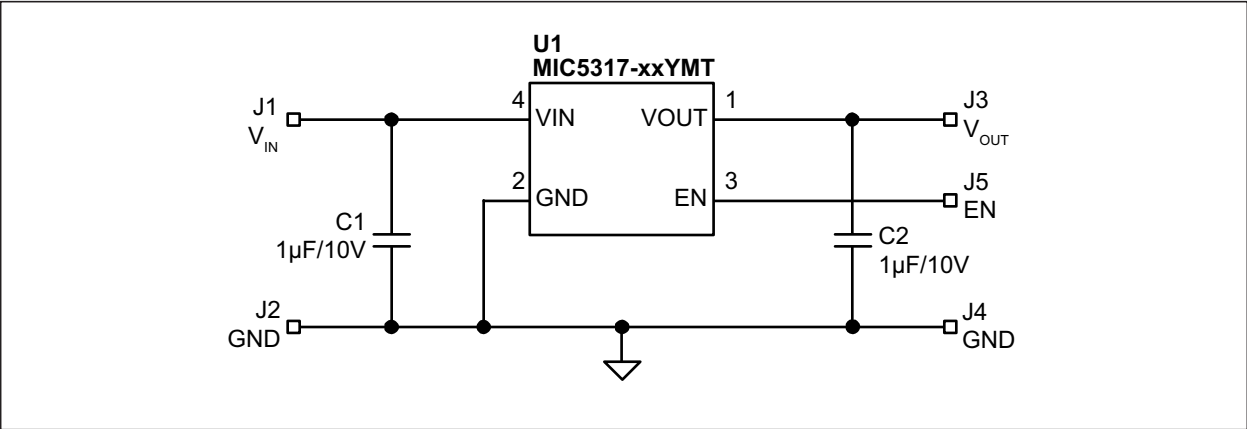 U1
MIC5317-xxYMT
J1
VIN
4
VIN
VOUT
1
J3
VOUT
2
GND
EN
3
J5
EN
C1
1µF/10V
C2
1µF/10V
J2
GND
J4
GND